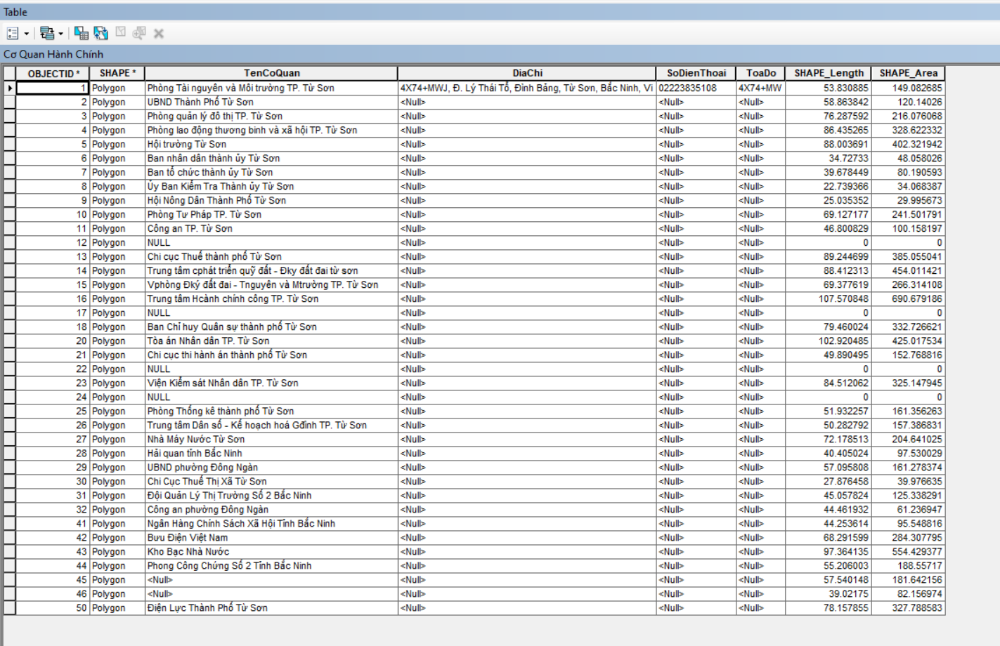 Table
Cơ Quan Hành Chính
OBJECTID * SHAPE * TenCoQuan DiaChi SoDienThoai ToaDo SHAPE_Length SHAPE_Area
1 Polygon Phòng Tài nguyên và Môi trường TP. Từ Sơn 4X74+MWJ, Đ. Lý Thái Tổ, Đình Bảng, Từ Sơn, Bắc Ninh, Vi 02223835108 4X74+MW 53.830885 149.082685
2 Polygon UBND Thành Phố Từ Sơn <Null> <Null> <Null> 58.863842 120.14026
3 Polygon Phòng quản lý đô thị TP. Từ Sơn <Null> <Null> <Null> 76.287592 216.076068
4 Polygon Phòng lao động thương binh và xã hội TP. Từ Sơn <Null> <Null> <Null> 86.435265 328.622332
5 Polygon Hội trường Từ Sơn <Null> <Null> <Null> 88.003691 402.321942
6 Polygon Ban nhân dân thành ủy Từ Sơn <Null> <Null> <Null> 34.72733 48.058026
7 Polygon Ban tổ chức thành ủy Từ Sơn <Null> <Null> <Null> 39.678449 80.190593
8 Polygon Ủy Ban Kiểm Tra Thành ủy Từ Sơn <Null> <Null> <Null> 22.739366 34.068387
9 Polygon Hội Nông Dân Thành Phố Từ Sơn <Null> <Null> <Null> 25.035352 29.995673
10 Polygon Phòng Tư Pháp TP. Từ Sơn <Null> <Null> <Null> 69.127177 241.501791
11 Polygon Công an TP. Từ Sơn <Null> <Null> <Null> 46.800829 100.158197
12 Polygon NULL <Null> <Null> <Null> 0 0
13 Polygon Chi cục Thuế thành phố Từ Sơn <Null> <Null> <Null> 89.244699 385.055041
14 Polygon Trung tâm cphát triển quỹ đất - Đky đất đai từ sơn <Null> <Null> <Null> 88.412313 454.011421
15 Polygon Vphòng Đký đất đai - Tnguyên và Mtrường TP. Từ Sơn <Null> <Null> <Null> 69.377619 266.314108
16 Polygon Trung tâm Hcành chính công TP. Từ Sơn <Null> <Null> <Null> 107.570848 690.679186
17 Polygon NULL <Null> <Null> <Null> 0 0
18 Polygon Ban Chỉ huy Quân sự thành phố Từ Sơn <Null> <Null> <Null> 79.460024 332.726621
20 Polygon Tòa án Nhân dân TP. Từ Sơn <Null> <Null> <Null> 102.920485 425.017534
21 Polygon Chi cục thi hành án thành phố Từ Sơn <Null> <Null> <Null> 49.890495 152.768816
22 Polygon NULL <Null> <Null> <Null> 0 0
23 Polygon Viện Kiểm sát Nhân dân TP. Từ Sơn <Null> <Null> <Null> 84.512062 325.147945
24 Polygon NULL <Null> <Null> <Null> 0 0
25 Polygon Phòng Thống kê thành phố Từ Sơn <Null> <Null> <Null> 51.932257 161.356263
26 Polygon Trung tâm Dân số - Kế hoạch hoá Gđình TP. Từ Sơn <Null> <Null> <Null> 50.282792 157.386831
27 Polygon Nhà Máy Nước Từ Sơn <Null> <Null> <Null> 72.178513 204.641025
28 Polygon Hải quan tỉnh Bắc Ninh <Null> <Null> <Null> 40.405024 97.530029
29 Polygon UBND phường Đông Ngàn <Null> <Null> <Null> 57.095808 161.278374
30 Polygon Chi Cục Thuế Thị Xã Từ Sơn <Null> <Null> <Null> 27.876458 39.976635
31 Polygon Đội Quản Lý Thị Trường Số 2 Bắc Ninh <Null> <Null> <Null> 45.057824 125.338291
32 Polygon Công an phường Đông Ngàn <Null> <Null> <Null> 44.461932 61.236947
41 Polygon Ngân Hàng Chính Sách Xã Hội Tỉnh Bắc Ninh <Null> <Null> <Null> 44.253614 95.548816
42 Polygon Bưu Điện Việt Nam <Null> <Null> <Null> 68.291599 284.307795
43 Polygon Kho Bạc Nhà Nước <Null> <Null> <Null> 97.364135 554.429377
44 Polygon Phong Công Chứng Số 2 Tỉnh Bắc Ninh <Null> <Null> <Null> 55.206003 188.55717
45 Polygon <Null> <Null> <Null> <Null> 57.540148 181.642156
46 Polygon <Null> <Null> <Null> <Null> 39.02175 82.156974
50 Polygon Điện Lực Thành Phố Từ Sơn <Null> <Null> <Null> 78.157855 327.788583